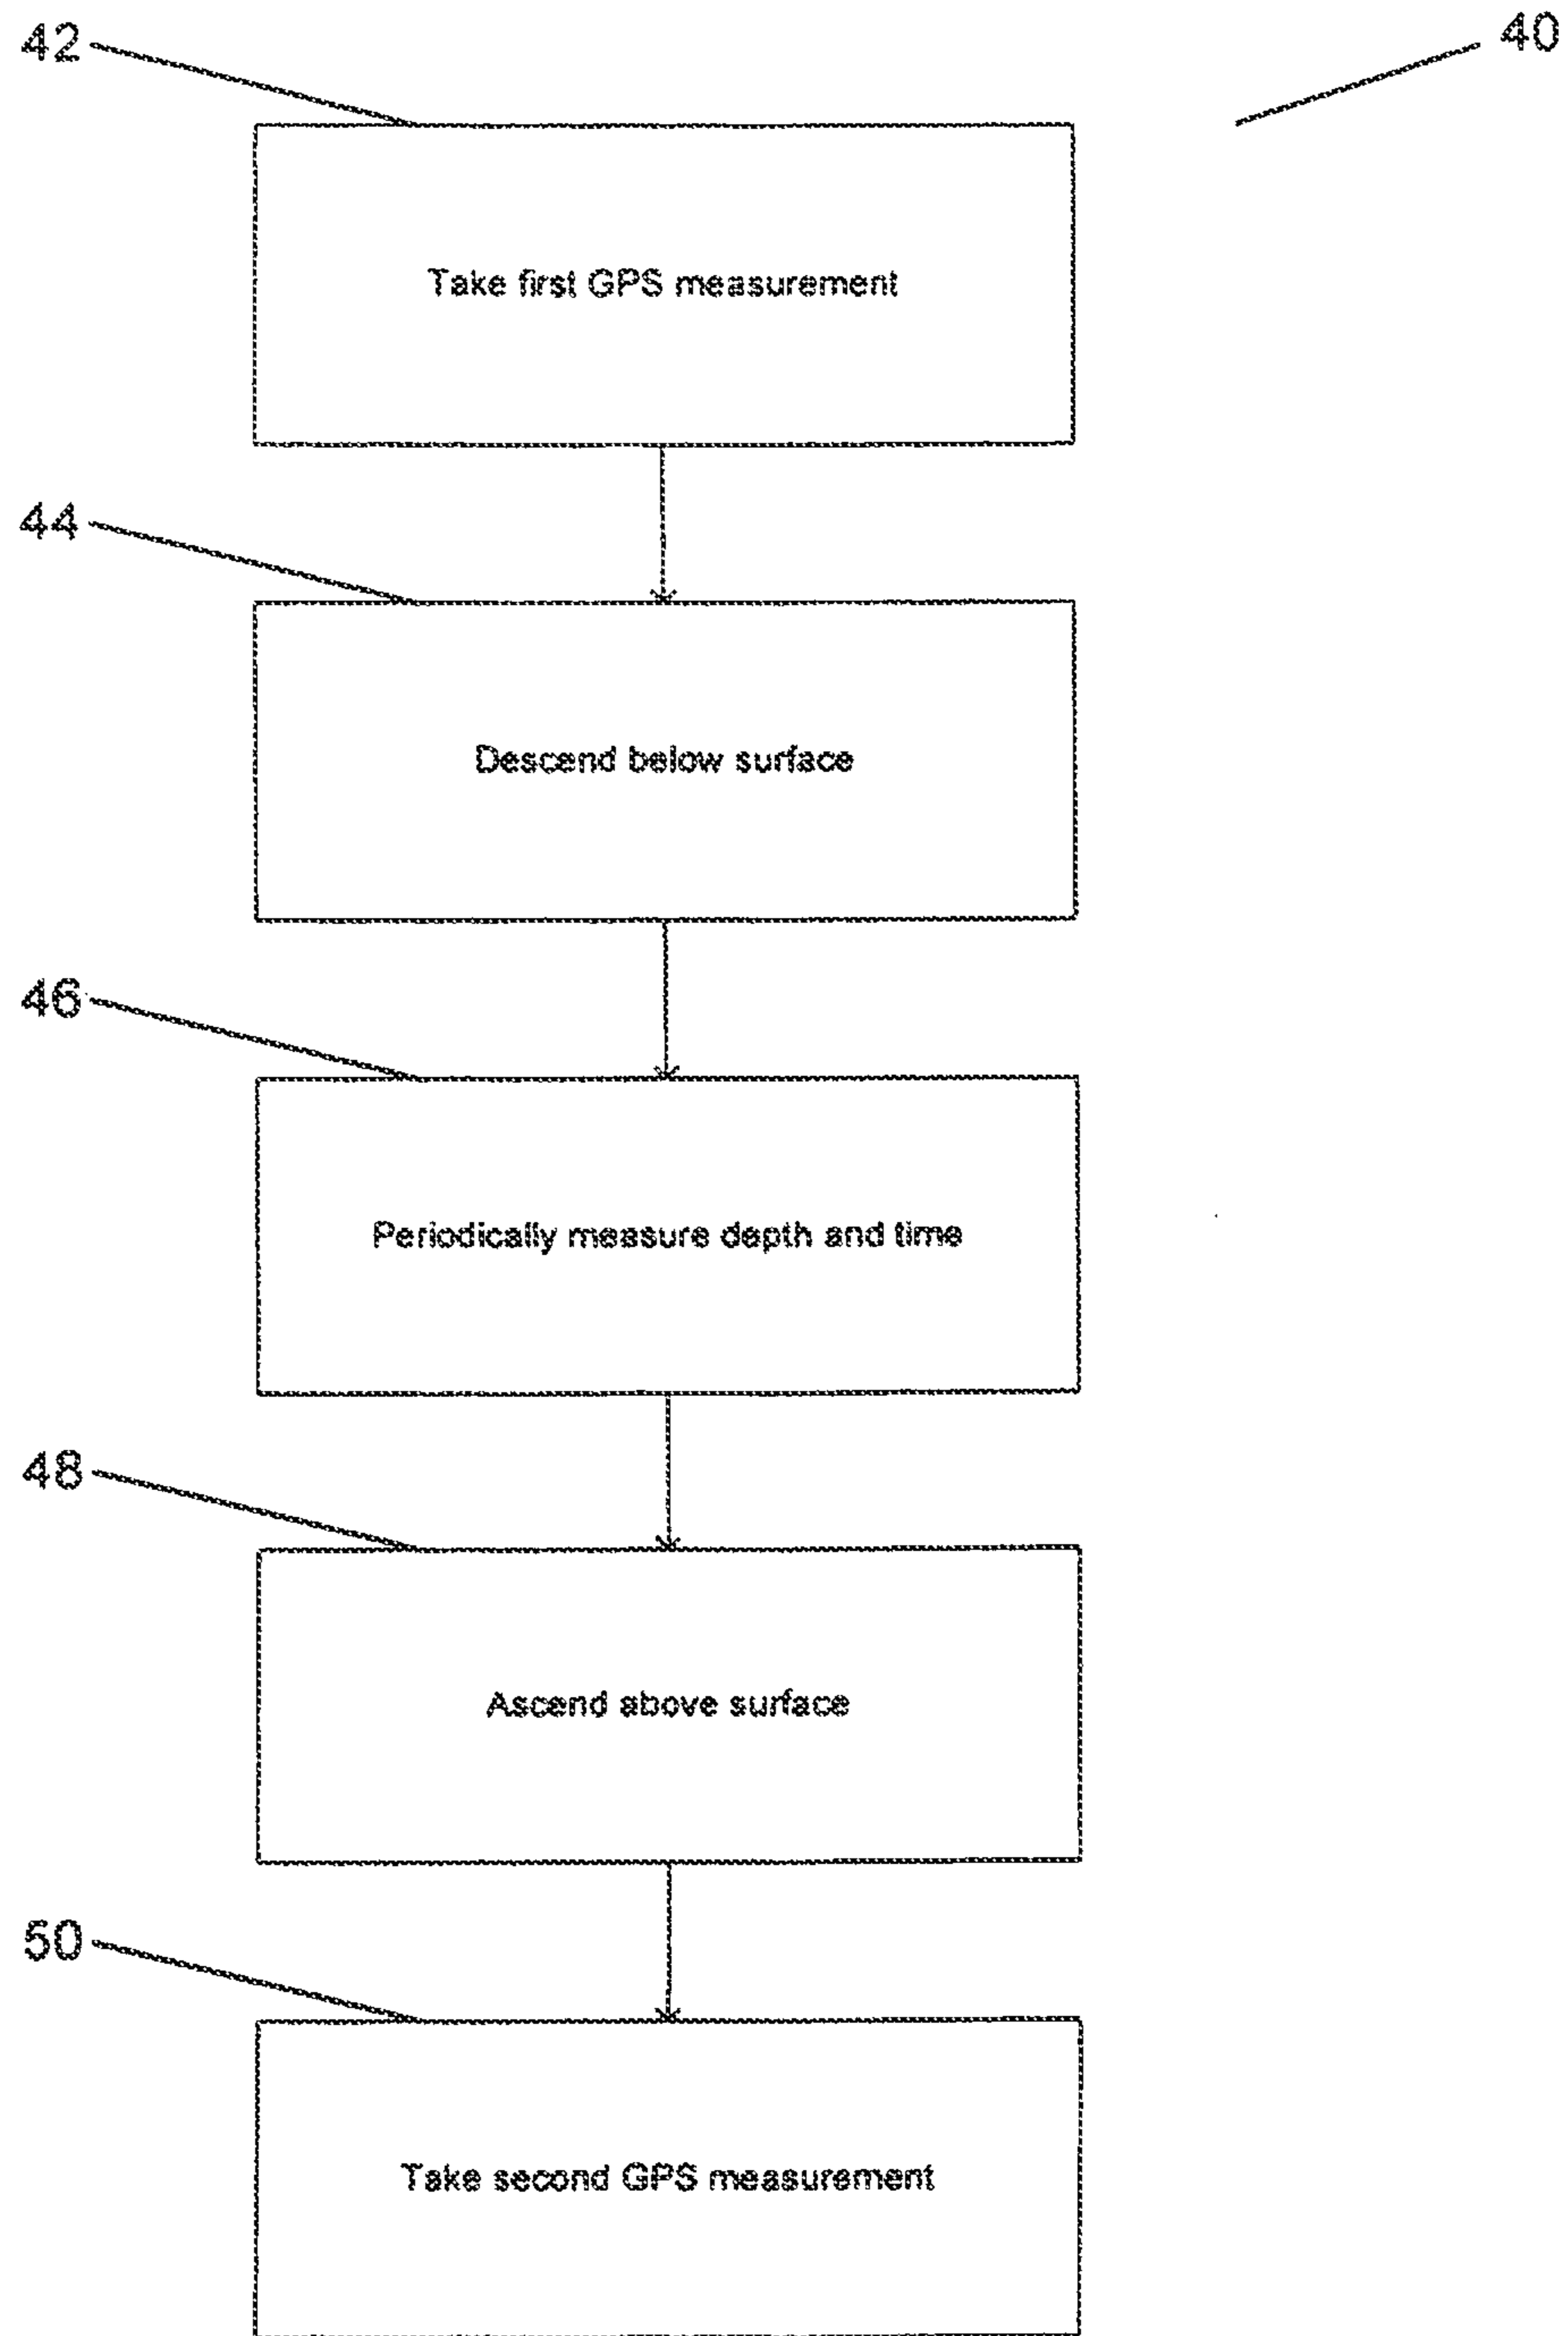 42
40
Take first GPS measurement
44
Descend below surface
46
Periodically measure depth and time
48
Ascend above surface
50
Take second GPS measurement